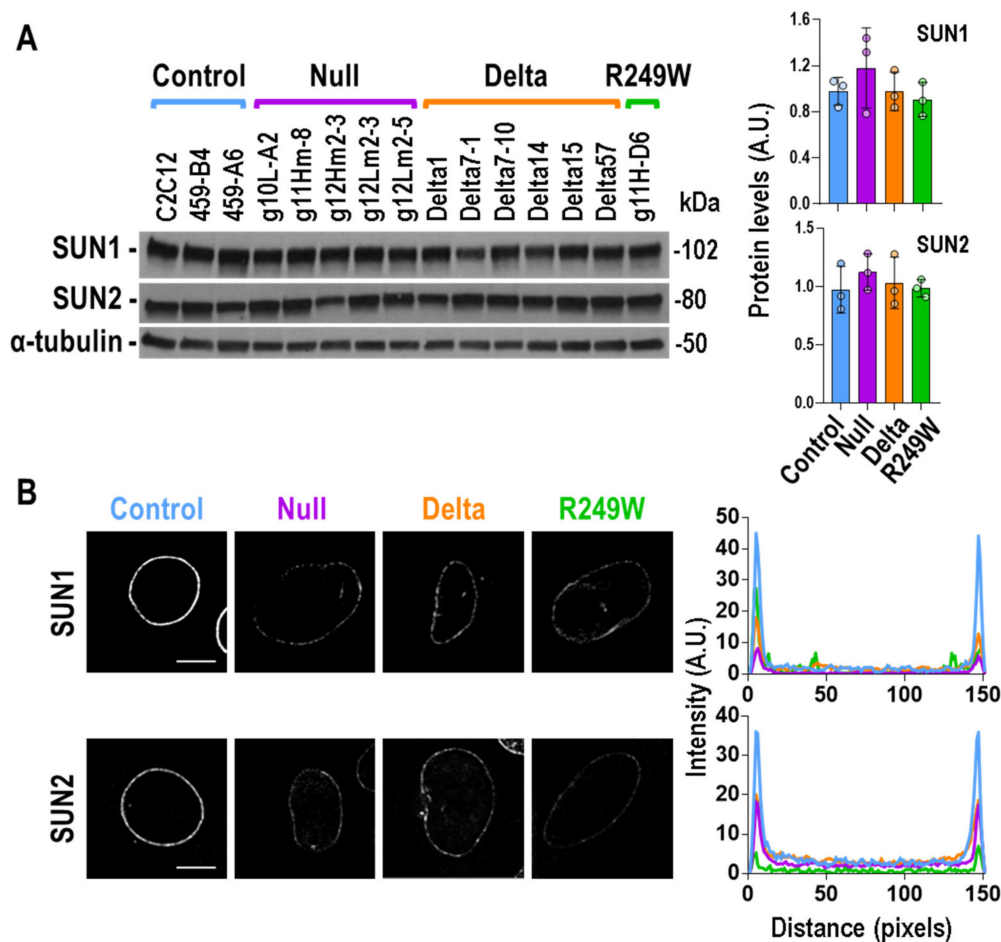 A
Control Null Delta R249W
C2C12 459-B4 459-A6 g10L-A2 g11Hm-8 g12Hm2-3 g12Lm2-3 g12Lm2-5 Delta1 Delta7-1 Delta7-10 Delta14 Delta15 Delta57 g11H-D6 kDa
SUN1 - -102
SUN2 - -80
α-tubulin - -50
Protein levels (A.U.)
SUN1
1.6
1.2
0.8
0.4
0.0
SUN2
1.5
1.0
0.5
0.0
Control Null Delta R249W
B
Control Null Delta R249W
SUN1
SUN2
Intensity (A.U.)
50
40
30
20
10
0
0 50 100 150
40
30
20
10
0
0 50 100 150
Distance (pixels)